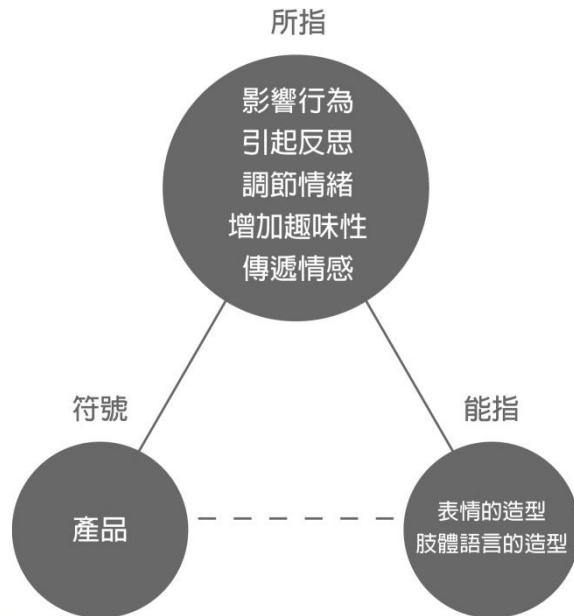 所指
影響行為
引起反思
調節情緒
增加趣味性
傳遞情感
符號
能指
產品
表情的造型
肢體語言的造型